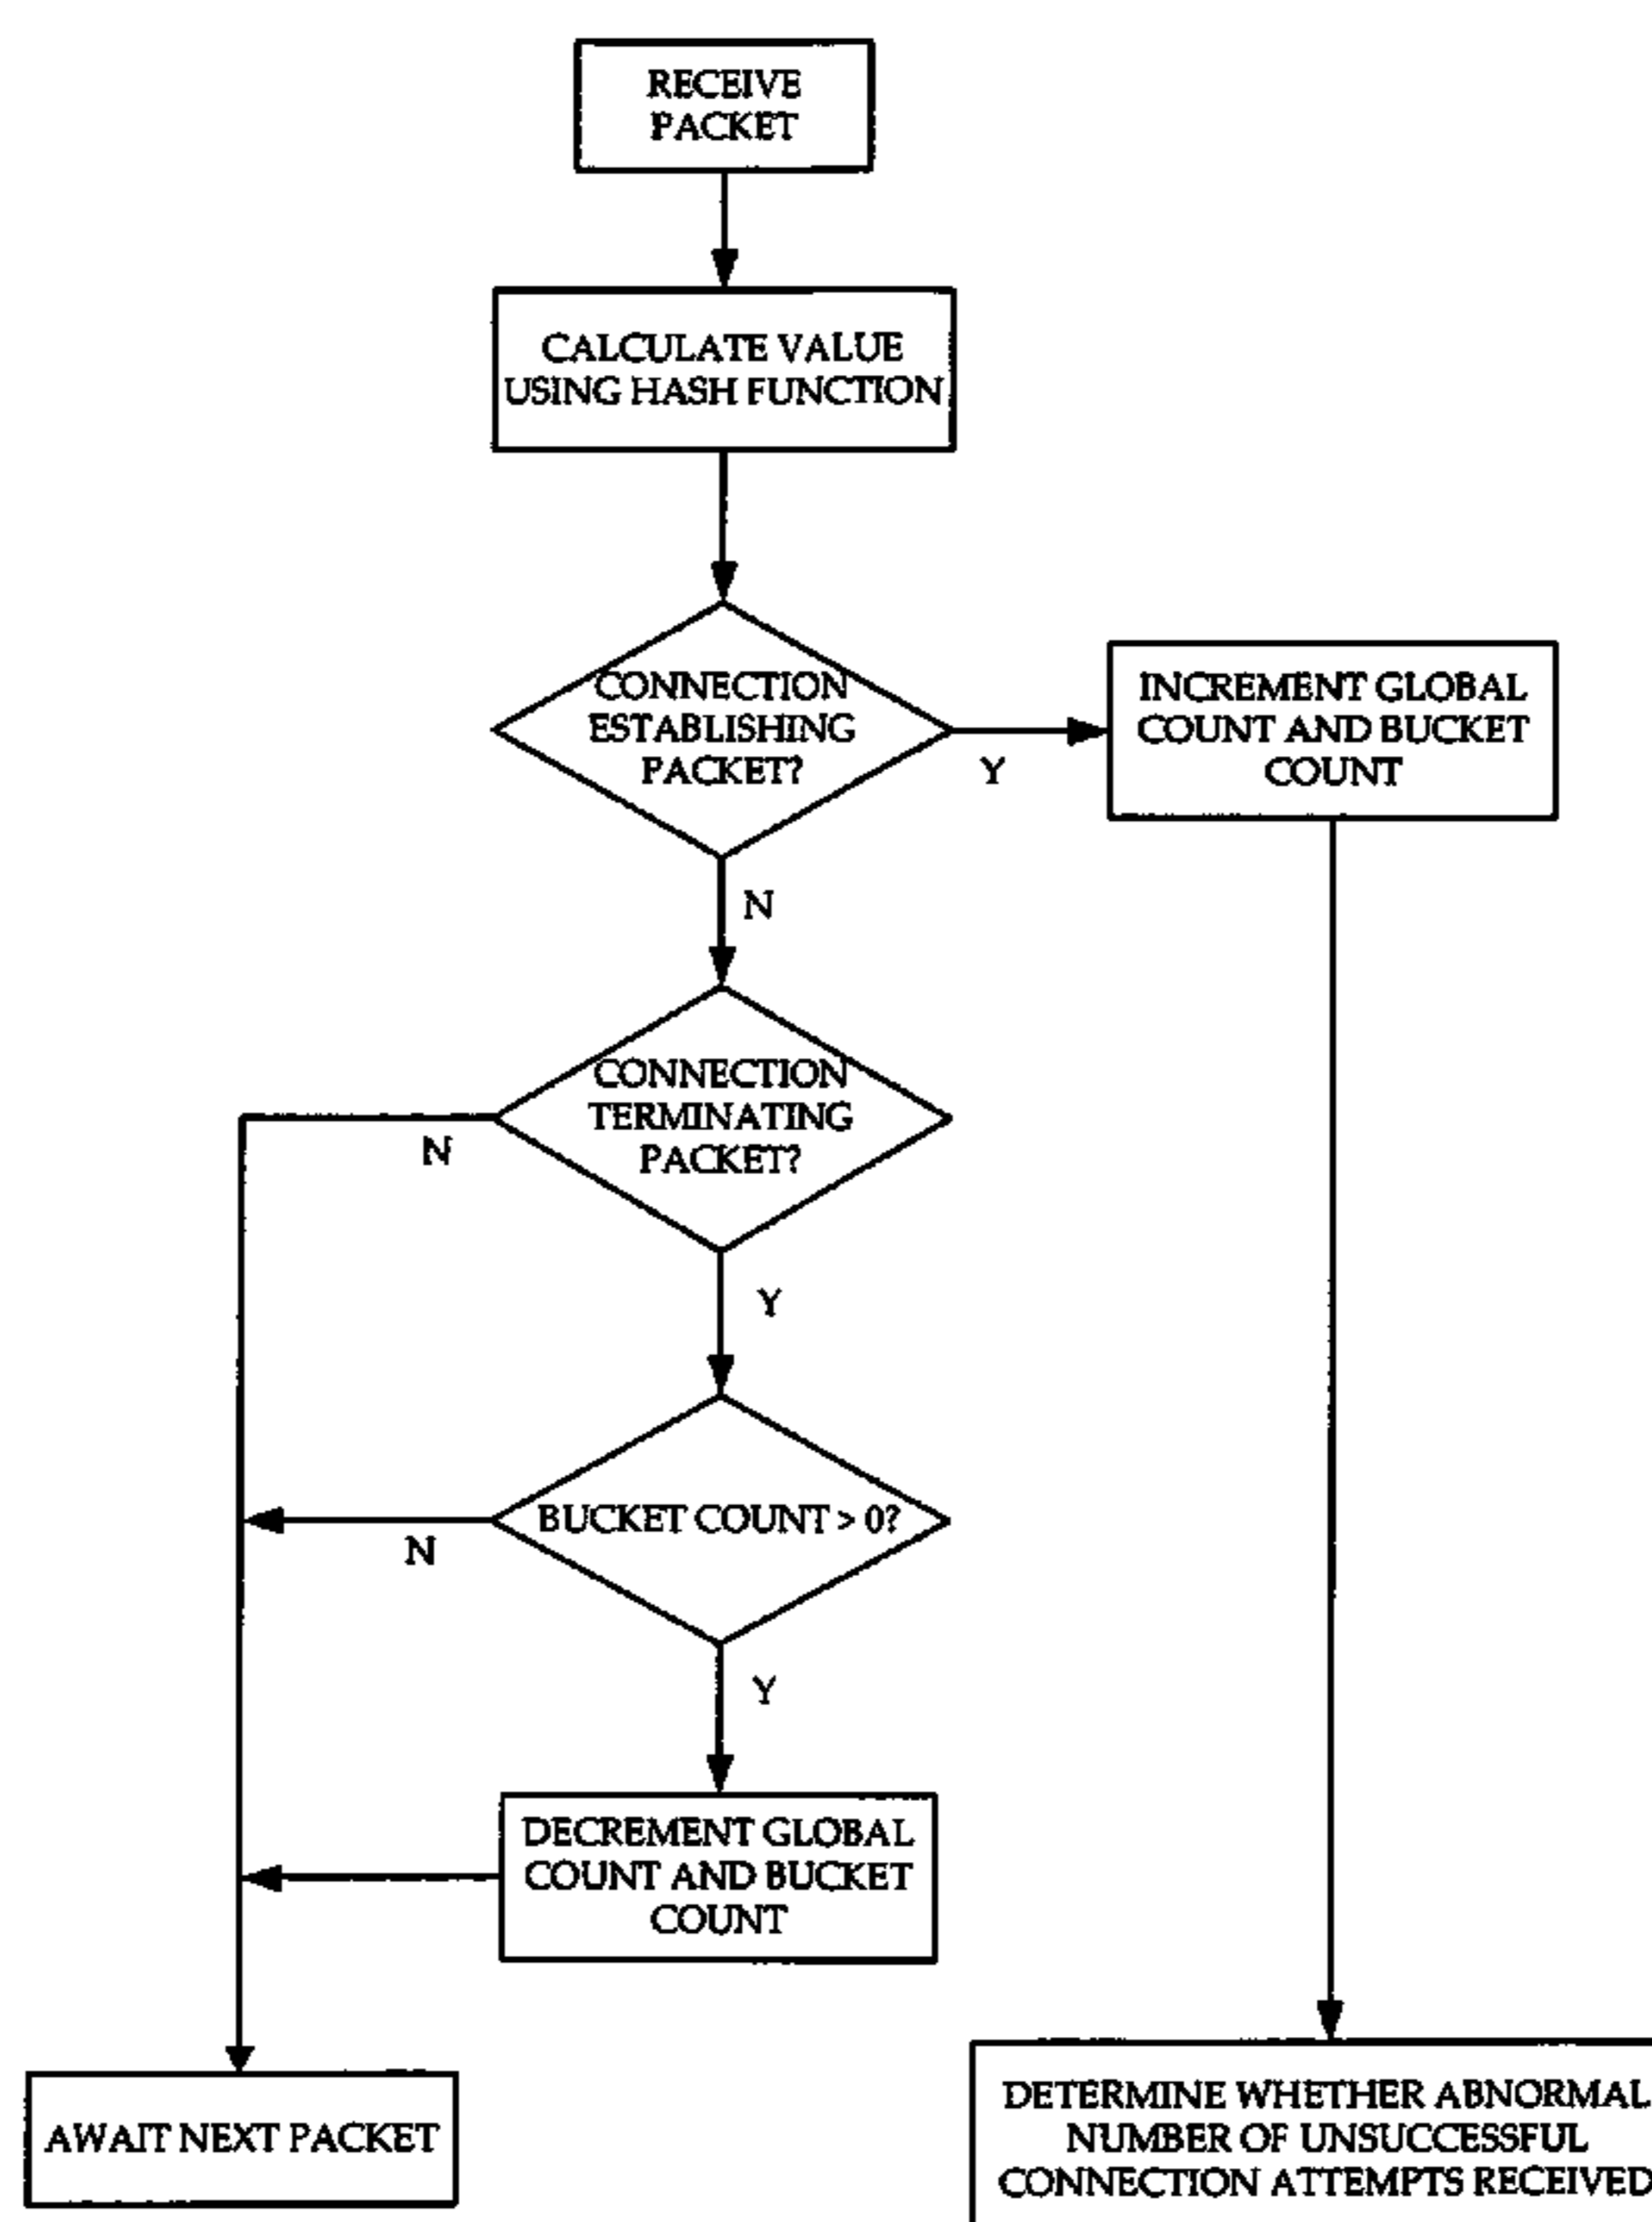 RECEIVE
PACKET
CALCULATE VALUE
USING HASH FUNCTION
CONNECTION
ESTABLISHING
PACKET?
Y
INCREMENT GLOBAL
COUNT AND BUCKET
COUNT
N
CONNECTION
TERMINATING
PACKET?
N
Y
BUCKET COUNT > 0?
N
Y
DECREMENT GLOBAL
COUNT AND BUCKET
COUNT
AWAIT NEXT PACKET
DETERMINE WHETHER ABNORMAL
NUMBER OF UNSUCCESSFUL
CONNECTION ATTEMPTS RECEIVED